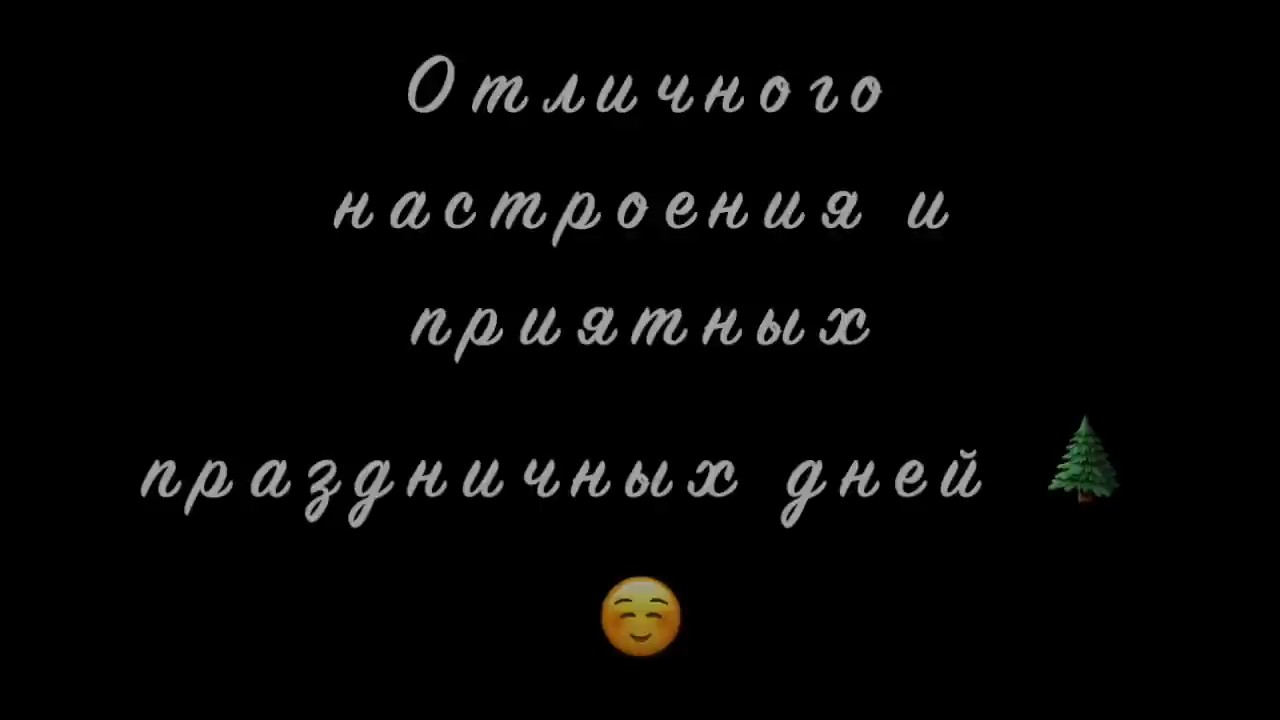 Отличного
настроения и
приятных
праздничных дней 🌲
☺️